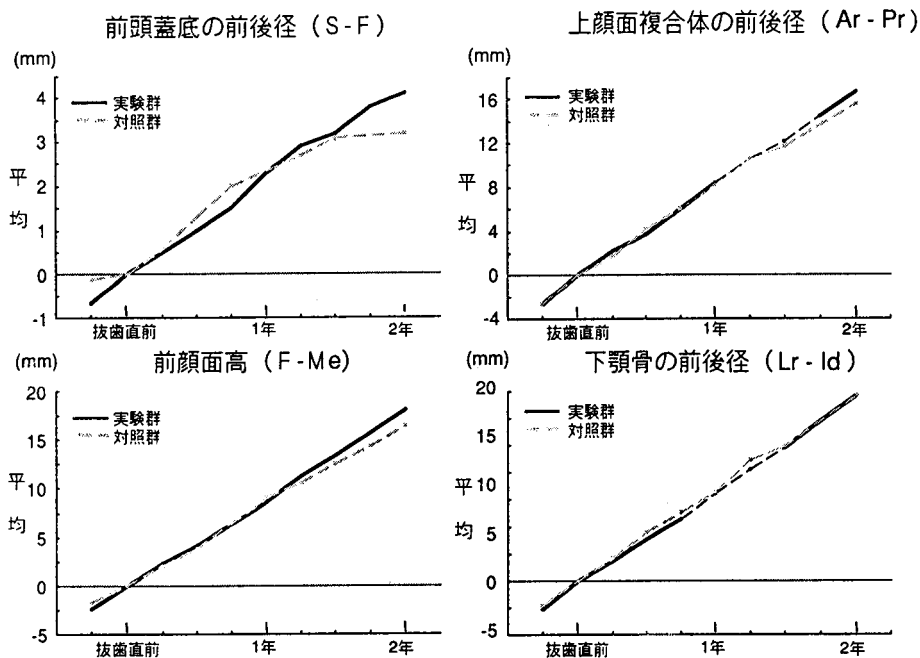 前頭蓋底の前後径（S-F）
(mm)
4
3
2
1
0
-1
平
均
実験群
対照群
抜歯直前
1年
2年
上顔面複合体の前後径（Ar-Pr）
(mm)
16
12
8
4
0
-4
平
均
実験群
対照群
抜歯直前
1年
2年
前顔面高（F-Me）
(mm)
20
15
10
5
0
-5
平
均
実験群
対照群
抜歯直前
1年
2年
下顎骨の前後径（Lr-Id）
(mm)
20
15
10
5
0
-5
平
均
実験群
対照群
抜歯直前
1年
2年